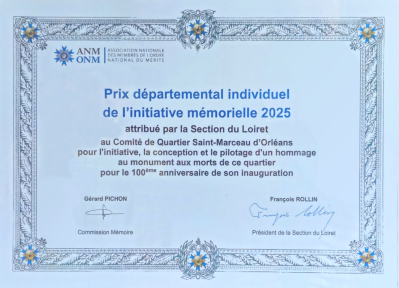 ANM
ONM
ASSOCIATION NATIONALE
DES MEMBRES DE L'ORDRE
NATIONAL DU MÉRITE
Prix départemental individuel
de l'initiative mémorielle 2025
attribué par la Section du Loiret
au Comité de Quartier Saint-Marceau d'Orléans
pour l'initiative, la conception et le pilotage d'un hommage
au monument aux morts de ce quartier
pour le 100ème anniversaire de son inauguration
Gérard PICHON
François ROLLIN
François Rollin
Commission Mémoire
Président de la Section du Loiret